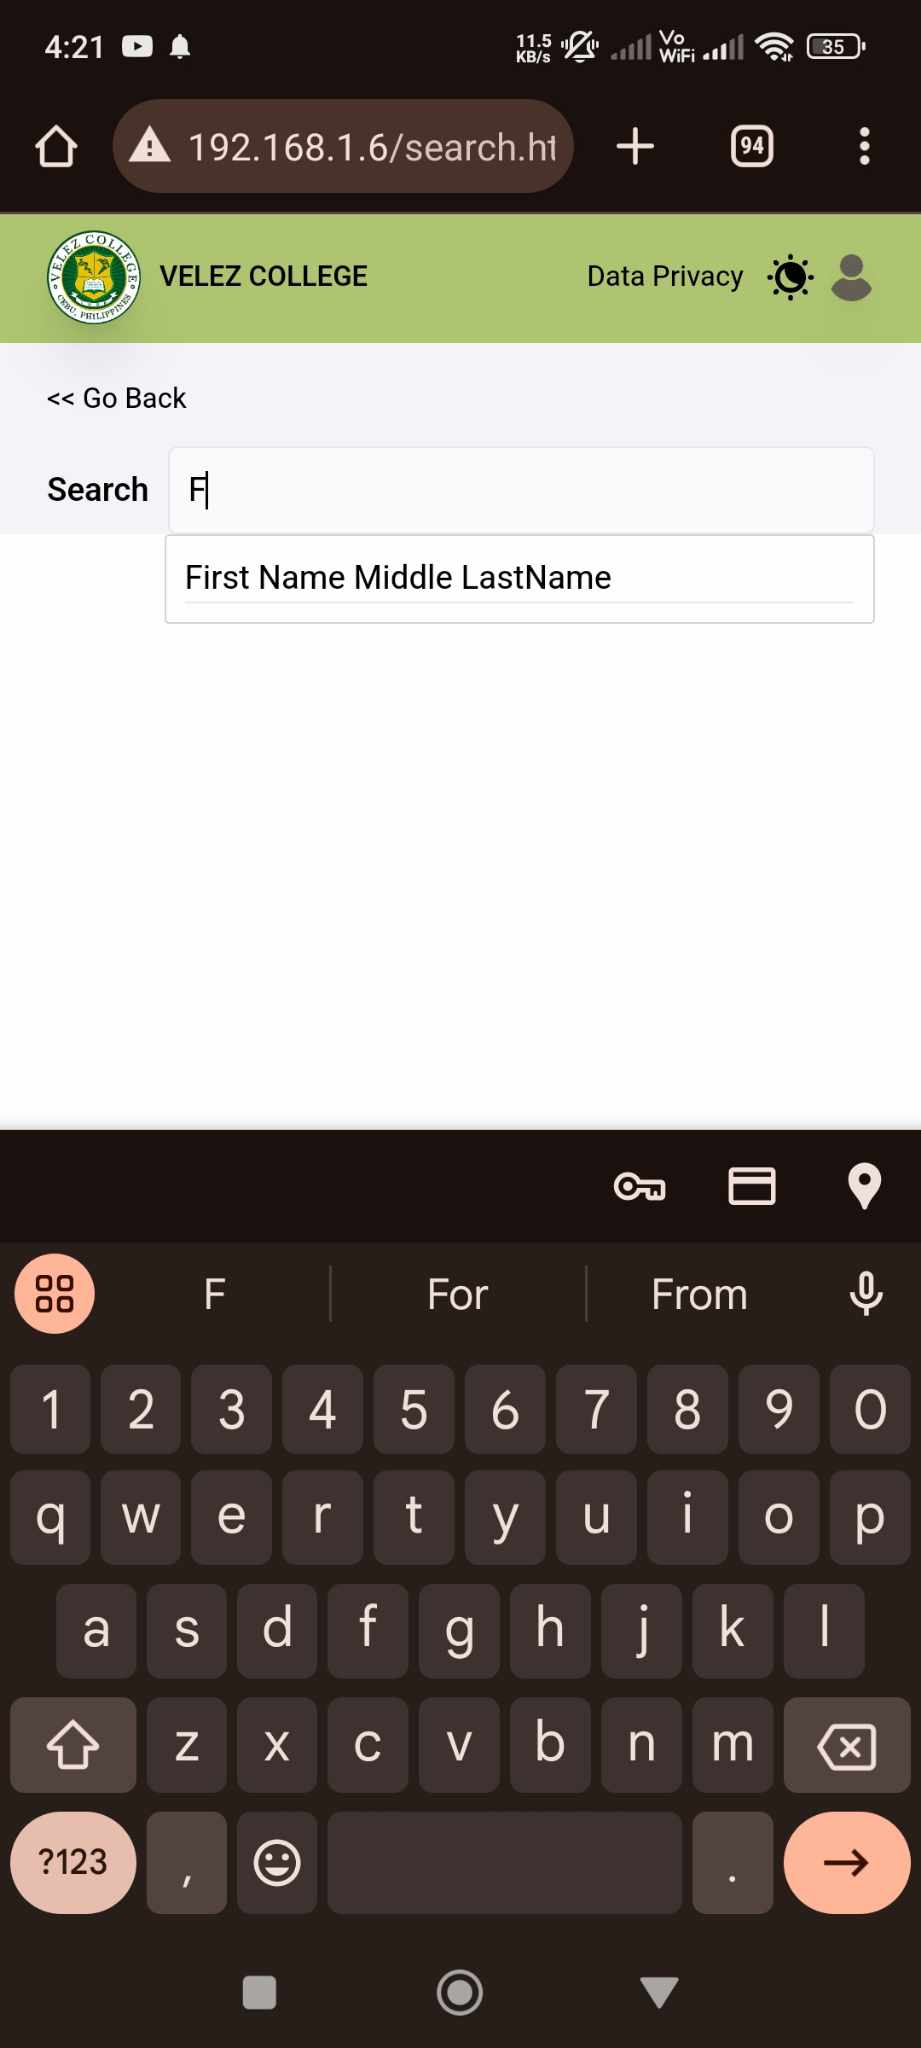 4:21 11.5 KB/s Vo WiFi 35
192.168.1.6/search.ht 94
VELEZ COLLEGE
CEBU, PHILIPPINES
VELEZ COLLEGE Data Privacy
<< Go Back
Search F
First Name Middle LastName
F For From
1 2 3 4 5 6 7 8 9 0
q w e r t y u i o p
a s d f g h j k l
z x c v b n m
?123 , .